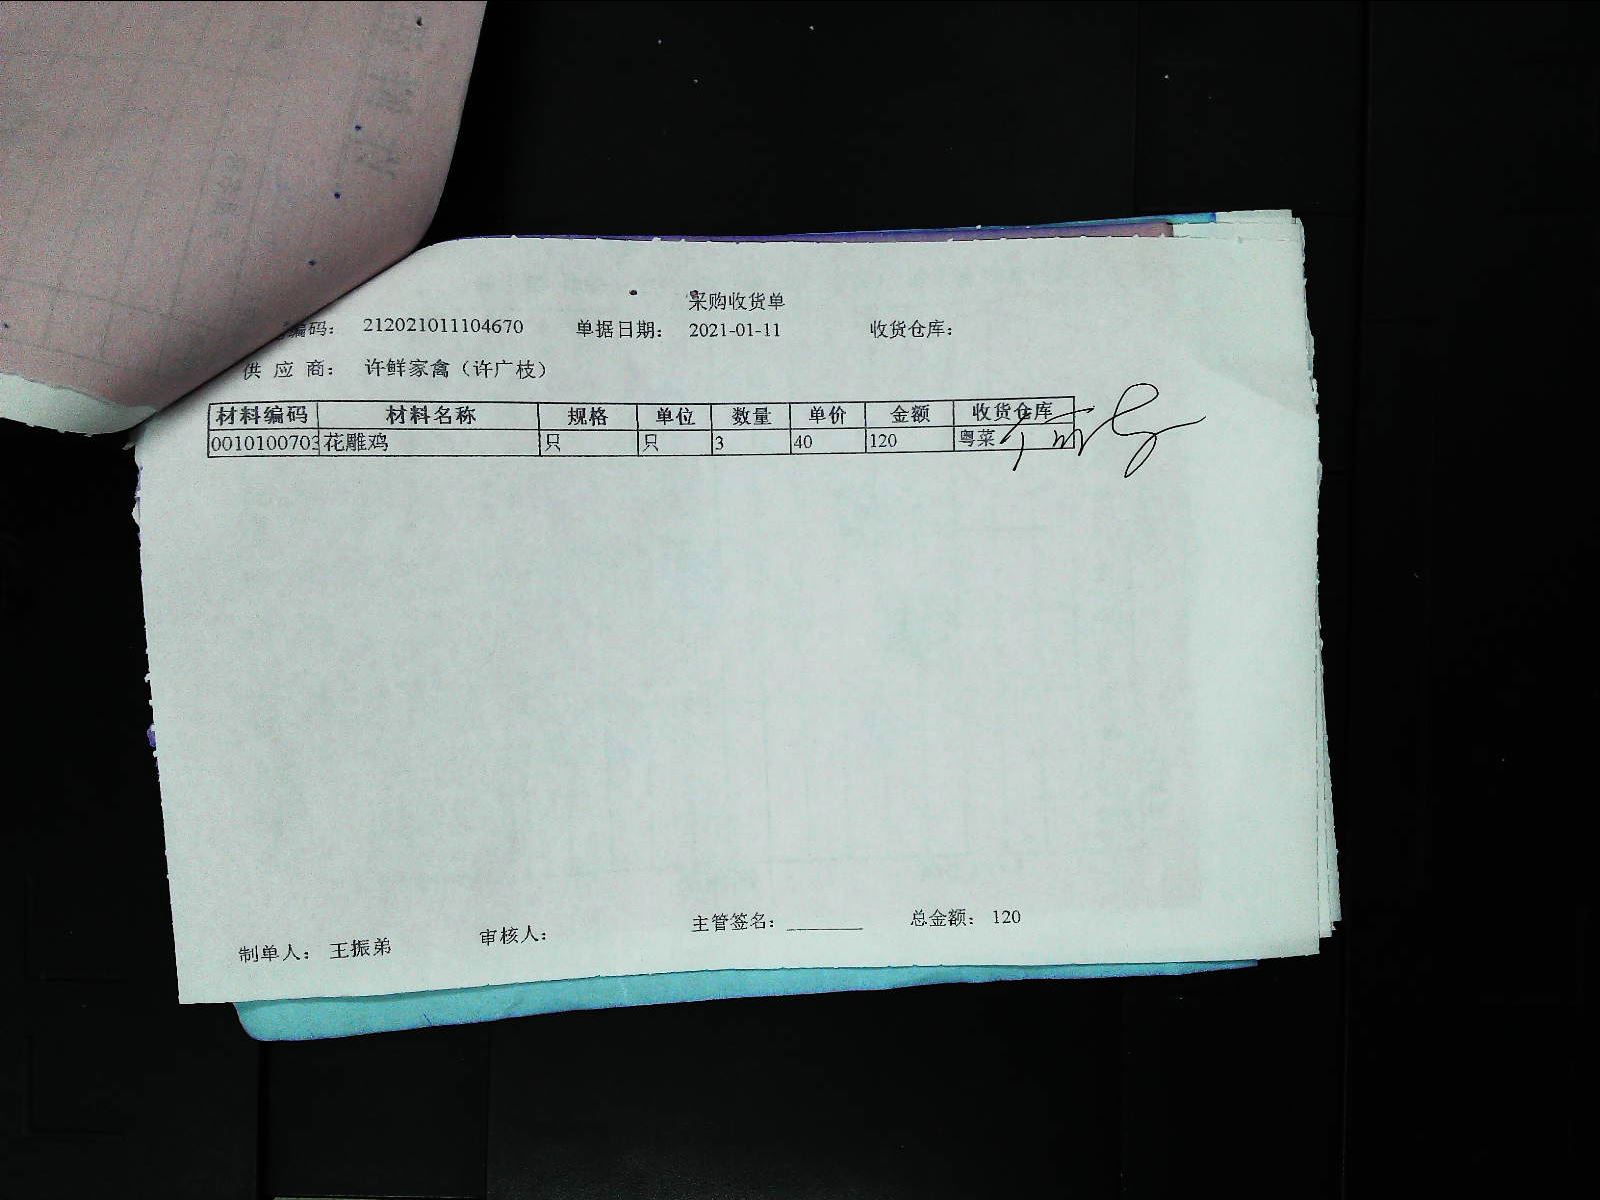 采购收货单
编码: 212021011104670 单据日期: 2021-01-11 收货仓库:
供应商: 许鲜家禽（许广枝）
材料编码 材料名称 规格 单位 数量 单价 金额 收货仓库
0010100703 花雕鸡 只 只 3 40 120 粤菜
制单人: 王振弟 审核人: 主管签名: ________ 总金额: 120